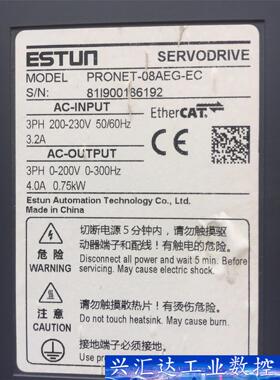 ESTUN SERVODRIVE
MODEL PRONET-08AEG-EC
S/N: 81I900186192
AC-INPUT
3PH 200-230V 50/60Hz
3.2A
EtherCAT.
AC-OUTPUT
3PH 0-200V 0-300Hz
4.0A 0.75kW
Estun Automation Technology Co.,Ltd.
Made in China
危险
WARNING
切断电源5分钟内，请勿触摸驱
动器端子和配线！有触电的危险。
Disconnect all power and wait 5 min. Before
servicing. May cause electric shock.
请勿触摸散热片！有烫伤危险。
Do not touch heatsink. May cause burn.
接地端子必须接地
兴汇达工业数控